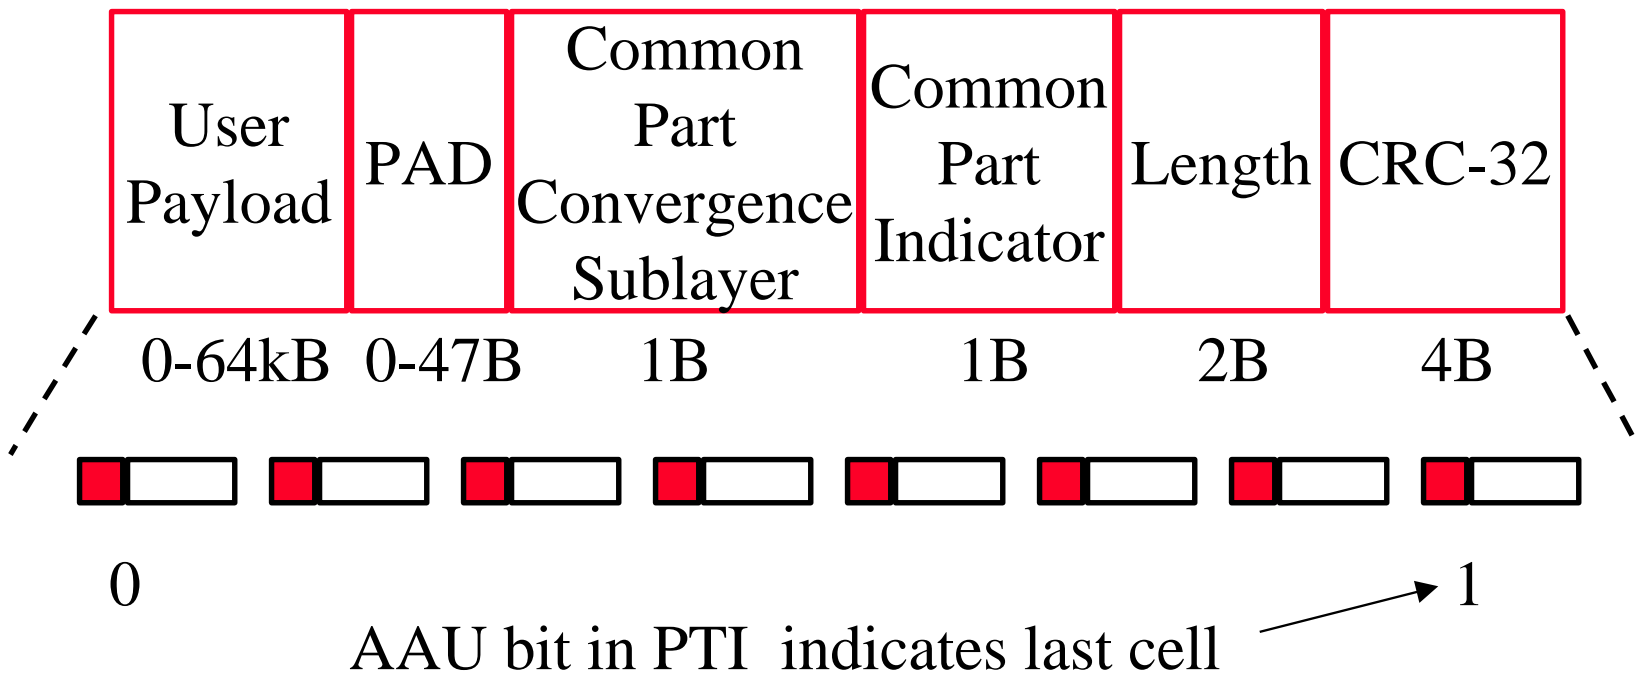 User
Payload
PAD
Common
Part
Convergence
Sublayer
Common
Part
Indicator
Length
CRC-32
0-64kB
0-47B
1B
1B
2B
4B
0
1
AAU bit in PTI indicates last cell